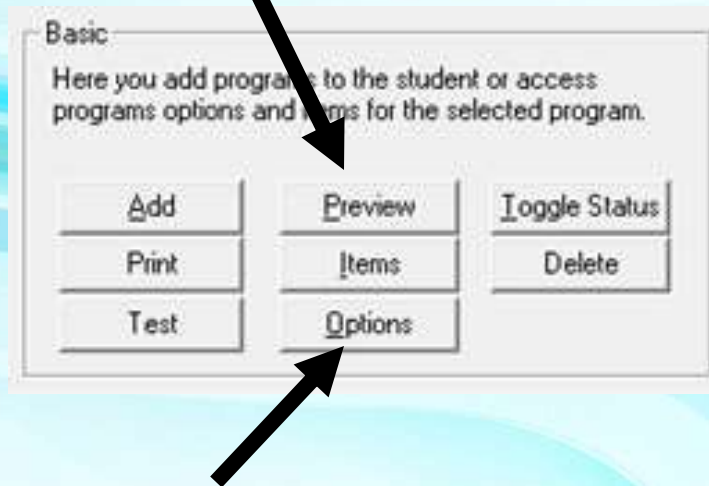 Basic
Here you add programs to the student or access
programs options and items for the selected program.
Add Preview Toggle Status
Print Items Delete
Test Options